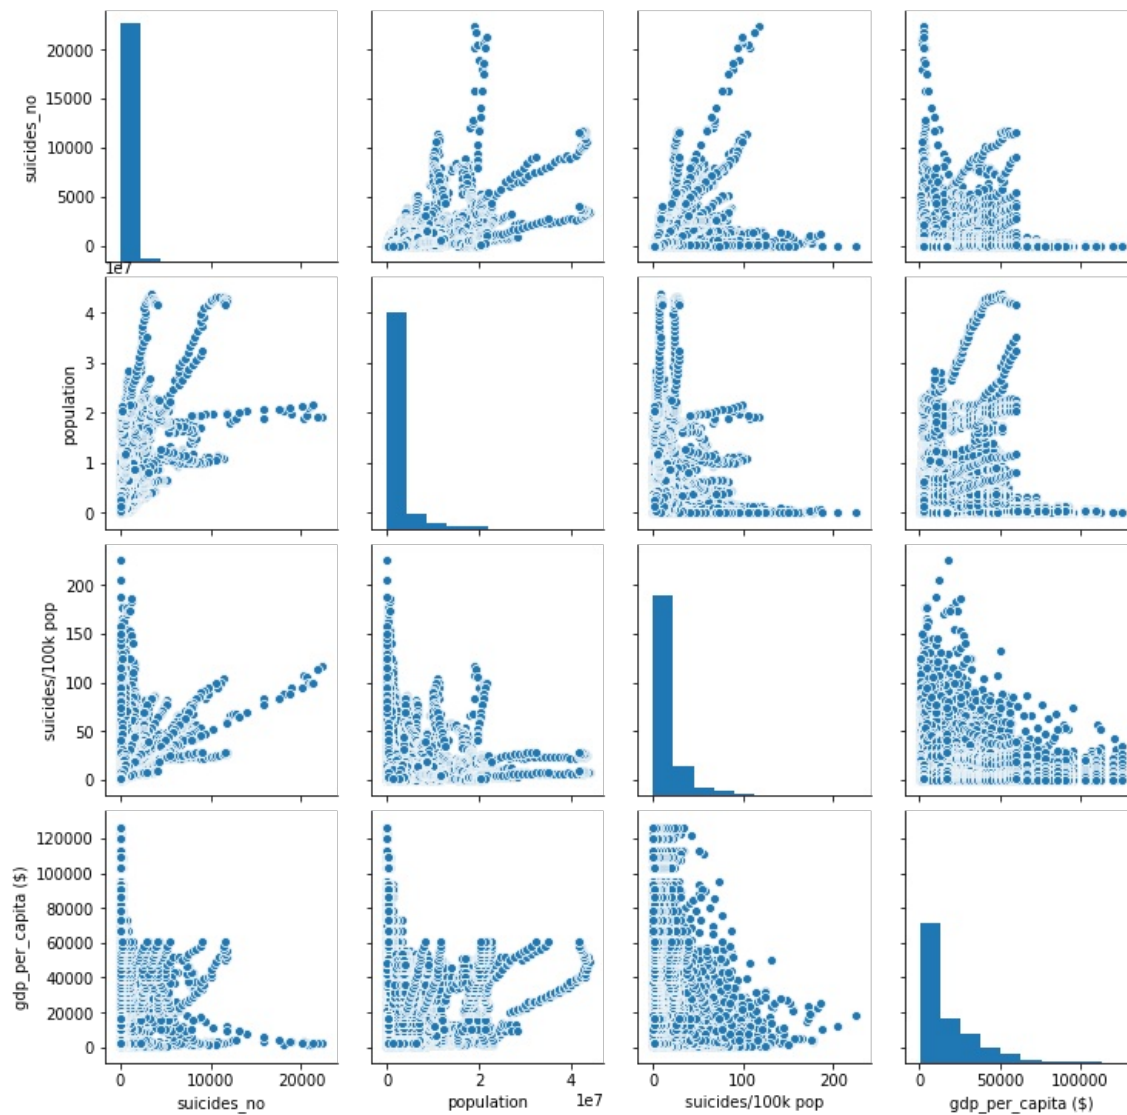 20000
15000
10000
5000
0
suicides_no
1e7
4
3
2
1
0
population
200
150
100
50
0
suicides/100k pop
120000
100000
80000
60000
40000
20000
0
gdp_per_capita ($)
0 10000 20000
suicides_no
0 2 4
1e7
population
0 100 200
suicides/100k pop
0 50000 100000
gdp_per_capita ($)